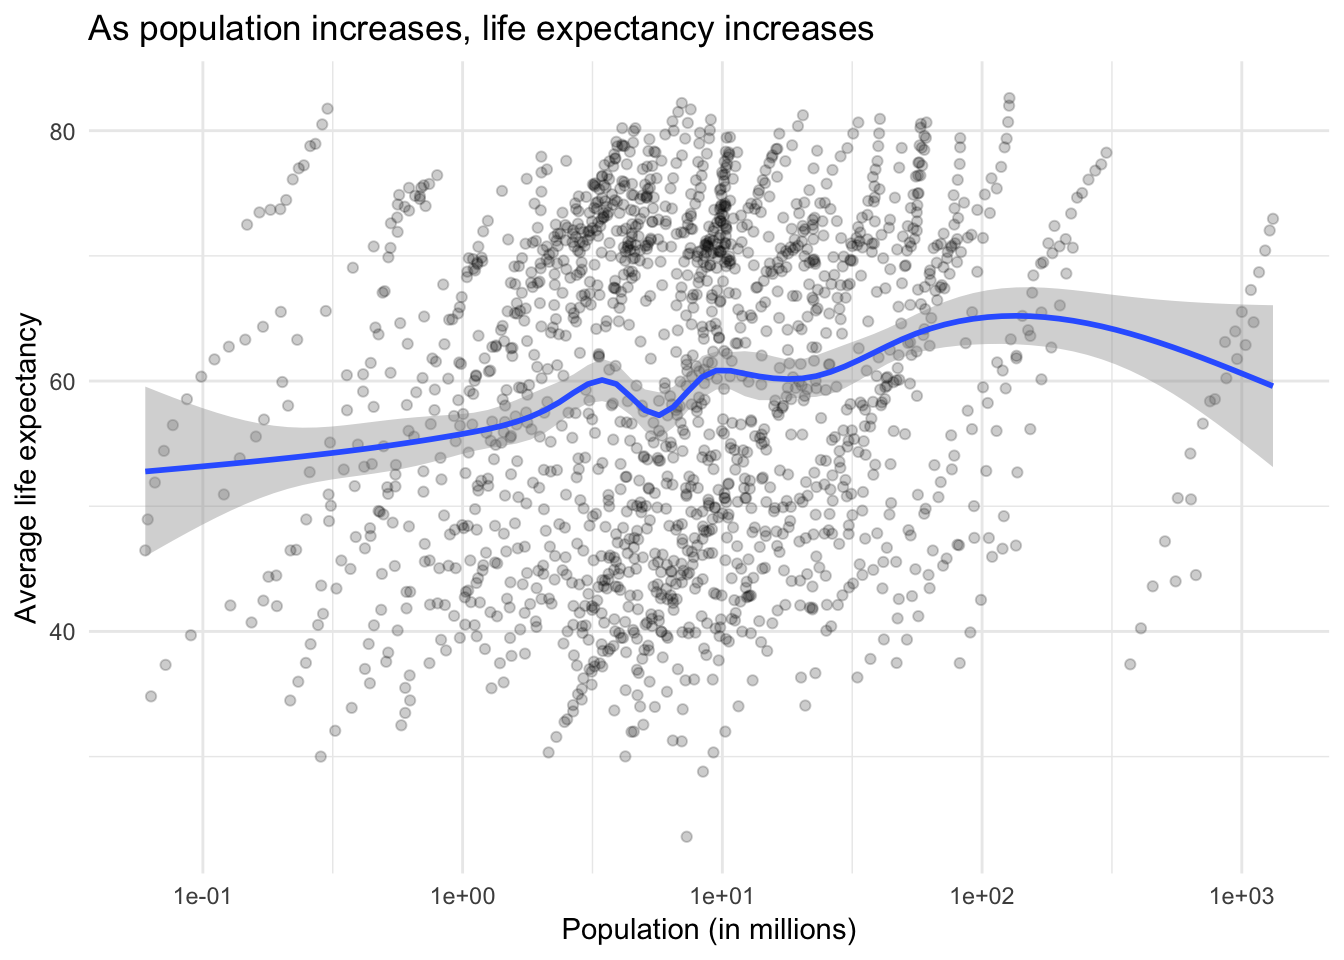 As population increases, life expectancy increases
80
60
40
Average life expectancy
1e-01 1e+00 1e+01 1e+02 1e+03
Population (in millions)